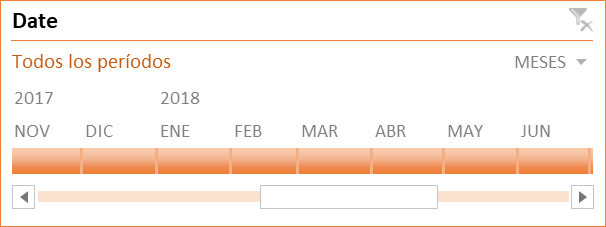 Date
Todos los períodos MESES
2017 2018
NOV DIC ENE FEB MAR ABR MAY JUN